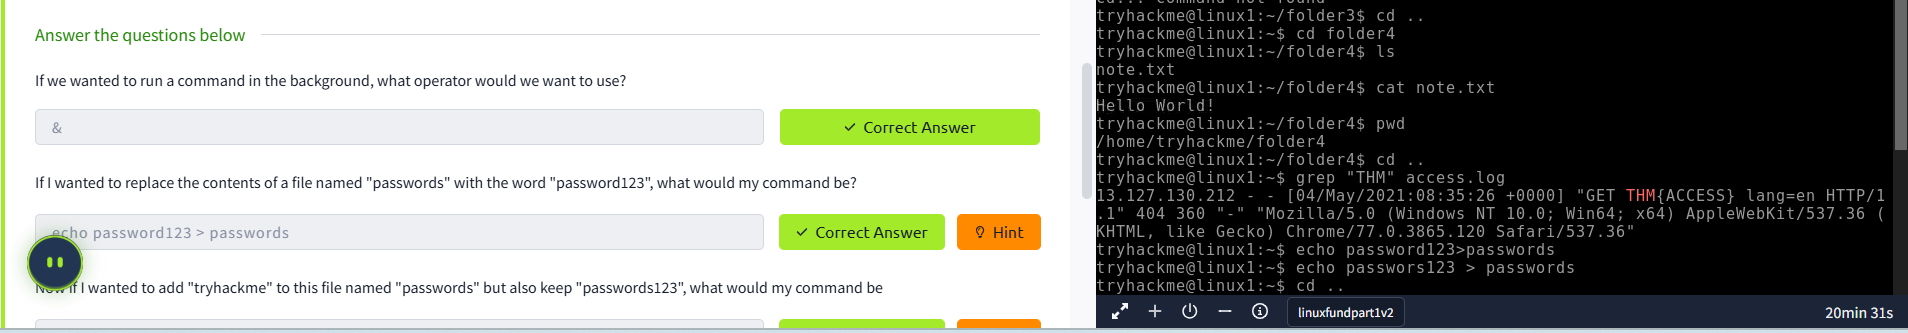 Answer the questions below
If we wanted to run a command in the background, what operator would we want to use?
&
✓ Correct Answer
If I wanted to replace the contents of a file named "passwords" with the word "password123", what would my command be?
echo password123 > passwords
✓ Correct Answer
Hint
Now if I wanted to add "tryhackme" to this file named "passwords" but also keep "passwords123", what would my command be
cd... command not found
tryhackme@linux1:~/folder3$ cd ..
tryhackme@linux1:~$ cd folder4
tryhackme@linux1:~/folder4$ ls
note.txt
tryhackme@linux1:~/folder4$ cat note.txt
Hello World!
tryhackme@linux1:~/folder4$ pwd
/home/tryhackme/folder4
tryhackme@linux1:~/folder4$ cd ..
tryhackme@linux1:~$ grep "THM" access.log
13.127.130.212 - - [04/May/2021:08:35:26 +0000] "GET THM{ACCESS} lang=en HTTP/1
.1" 404 360 "-" "Mozilla/5.0 (Windows NT 10.0; Win64; x64) AppleWebKit/537.36 (
KHTML, like Gecko) Chrome/77.0.3865.120 Safari/537.36"
tryhackme@linux1:~$ echo password123>passwords
tryhackme@linux1:~$ echo passwors123 > passwords
tryhackme@linux1:~$ cd ..
linuxfundpart1v2
20min 31s